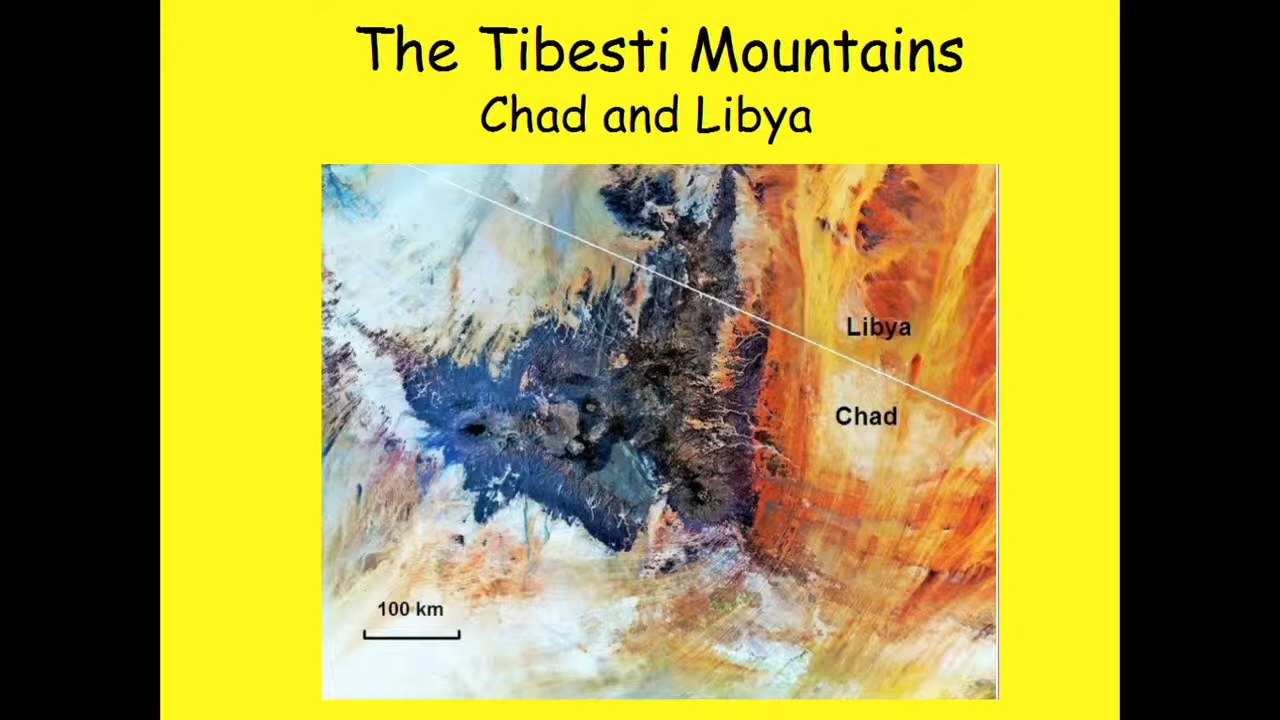 The Tibesti Mountains
Chad and Libya
Libya
Chad
100 km